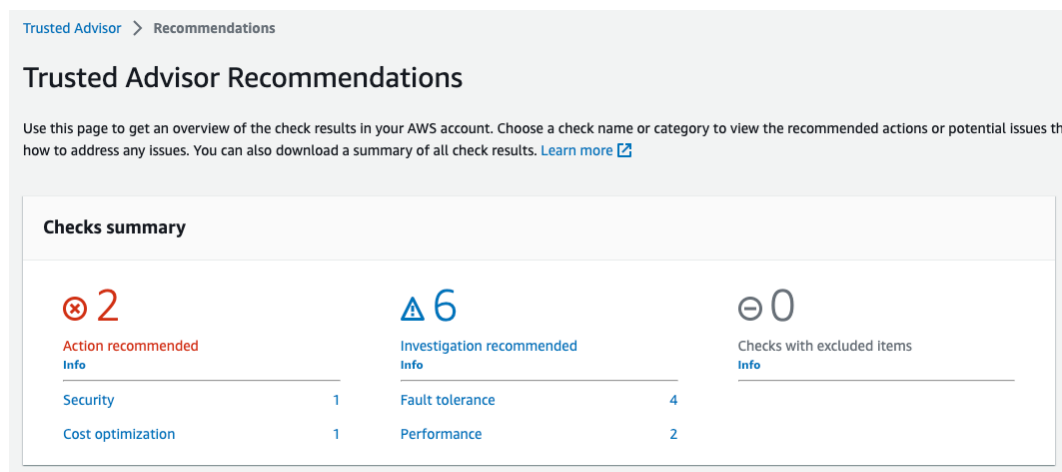 Trusted Advisor > Recommendations
Trusted Advisor Recommendations
Use this page to get an overview of the check results in your AWS account. Choose a check name or category to view the recommended actions or potential issues th
how to address any issues. You can also download a summary of all check results. Learn more
Checks summary
2
Action recommended
Info
Security 1
Cost optimization 1
6
Investigation recommended
Info
Fault tolerance 4
Performance 2
0
Checks with excluded items
Info